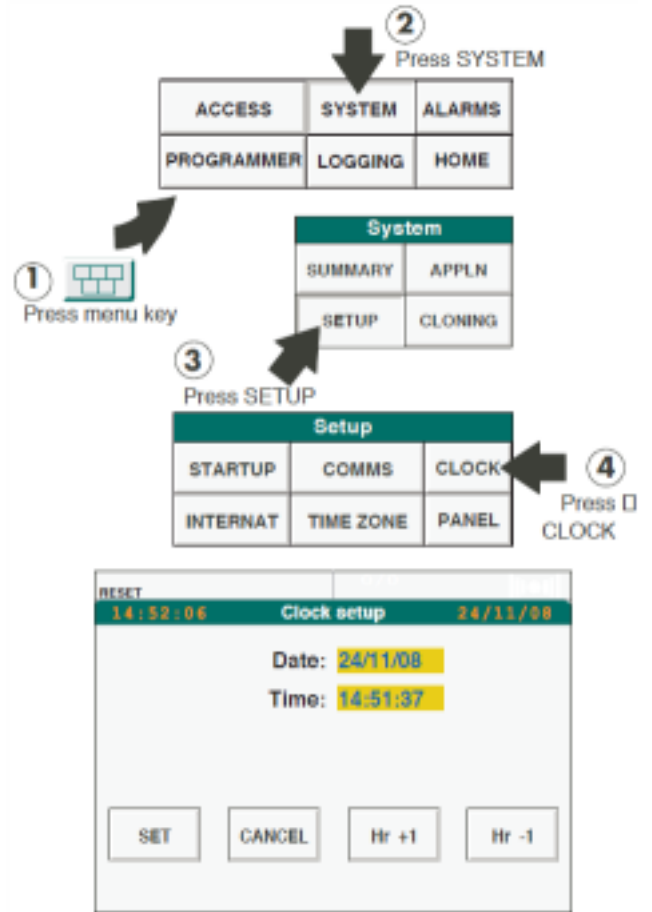 2
Press SYSTEM
ACCESS SYSTEM ALARMS
PROGRAMMER LOGGING HOME
System
SUMMARY APPLN
SETUP CLONING
1
Press menu key
3
Press SETUP
Setup
STARTUP COMMS CLOCK
INTERNAT TIME ZONE PANEL
4
Press
CLOCK
RESET
14:52:06 Clock setup 24/11/08
Date: 24/11/08
Time: 14:51:37
SET CANCEL Hr +1 Hr -1